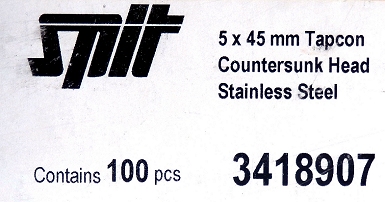 spit
5 x 45 mm Tapcon
Countersunk Head
Stainless Steel
Contains 100 pcs
3418907